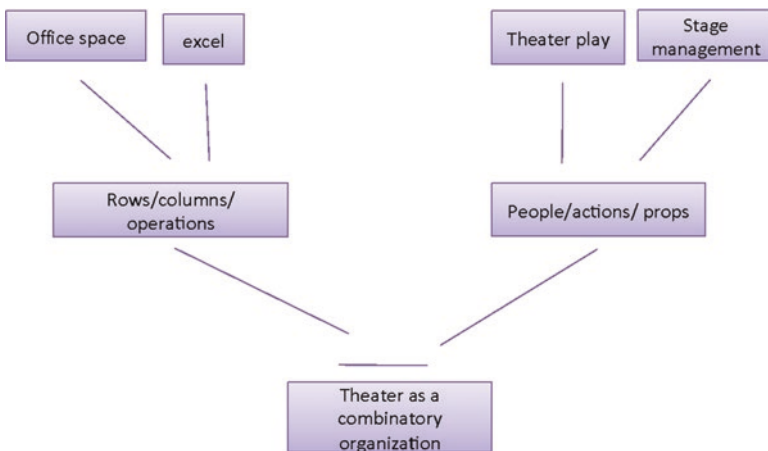 Office space
excel
Theater play
Stage
management
Rows/columns/
operations
People/actions/ props
Theater as a
combinatory
organization